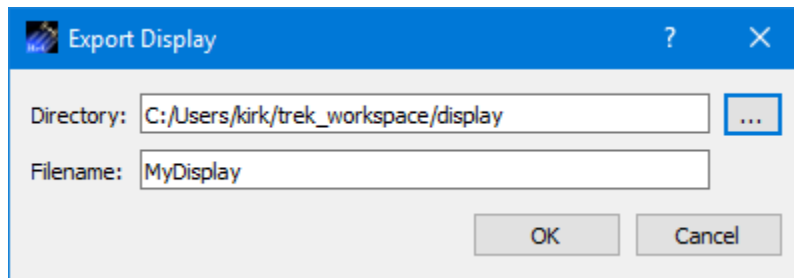 Export Display ?
Directory: C:/Users/kirk/trek_workspace/display ...
Filename: MyDisplay
OK Cancel